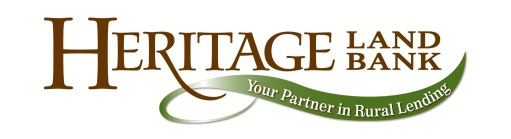 HERITAGE LAND BANK
Your Partner in Rural Lending